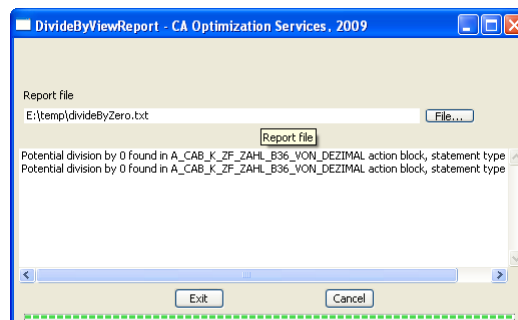 DivideByViewReport - CA Optimization Services, 2009
Report file
E:\temp\divideByZero.txt
File...
Report file
Potential division by 0 found in A_CAB_K_ZF_ZAHL_B36_VON_DEZIMAL action block, statement type
Potential division by 0 found in A_CAB_K_ZF_ZAHL_B36_VON_DEZIMAL action block, statement type
Exit
Cancel